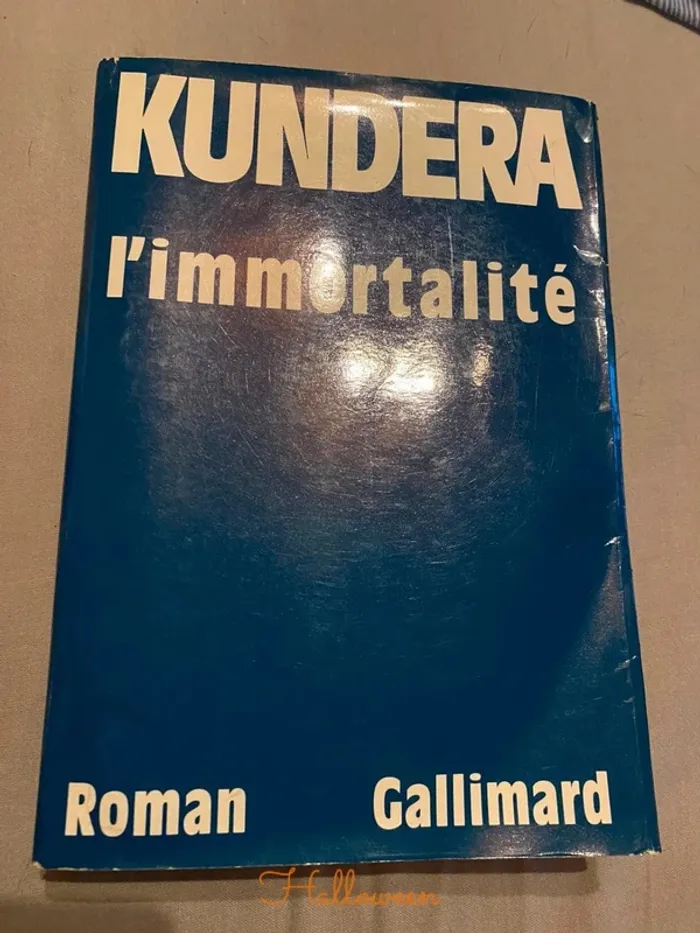 KUNDERA
l'immortalité
Roman Gallimard
Halloween